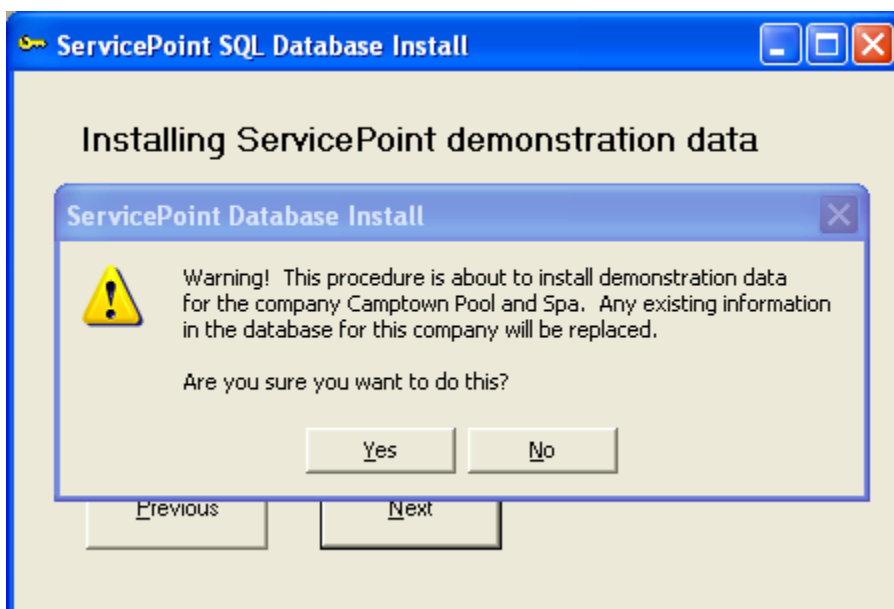 ServicePoint SQL Database Install
Installing ServicePoint demonstration data
ServicePoint Database Install
Warning!  This procedure is about to install demonstration data
for the company Camptown Pool and Spa.  Any existing information
in the database for this company will be replaced.
Are you sure you want to do this?
Yes No
Previous Next